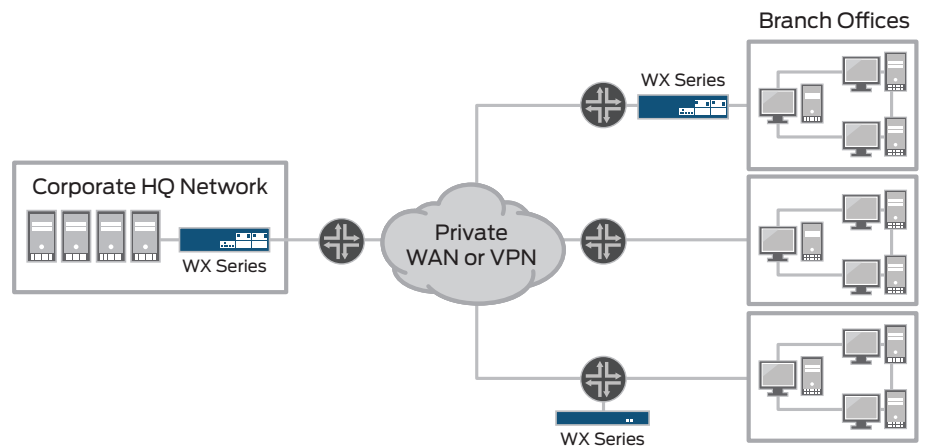 Branch Offices
WX Series
Corporate HQ Network
WX Series
Private
WAN or VPN
WX Series